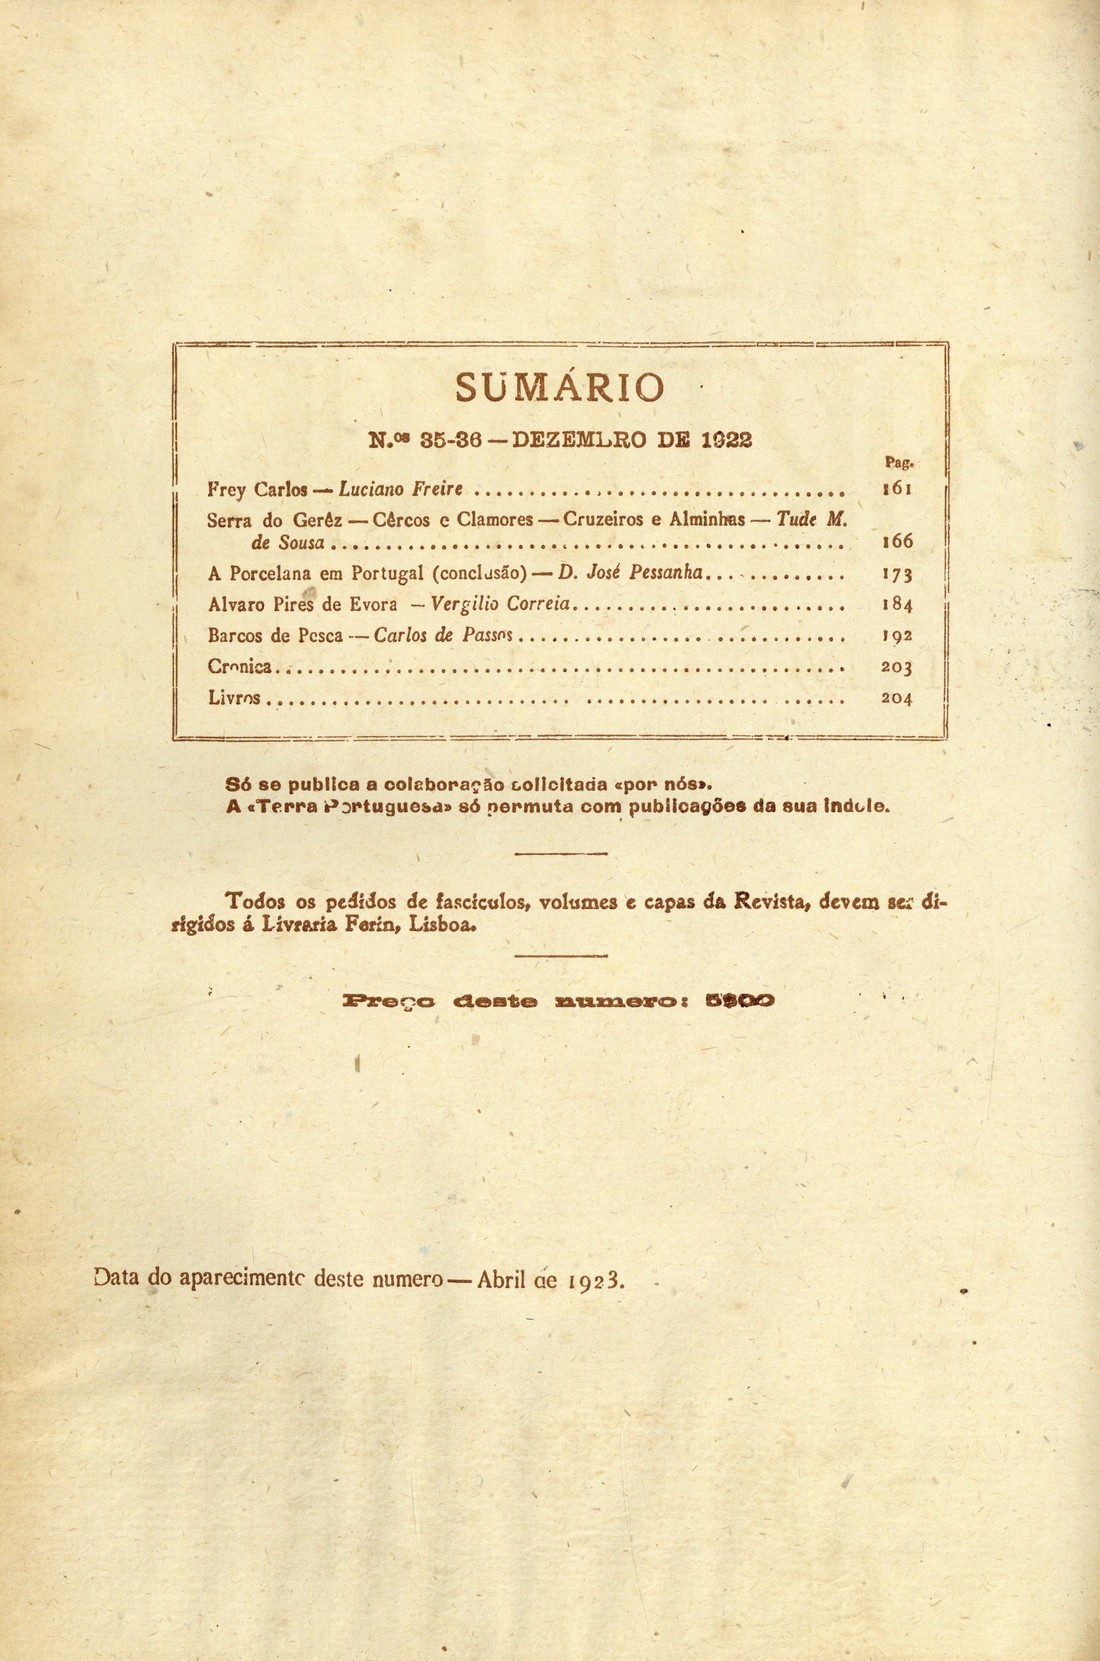 SUMÁRIO
N.os 35-36 — DEZEMBRO DE 1922
Pag.
Frey Carlos — Luciano Freire ........ 161
Serra do Gerêz — Cêrcos e Clamores — Cruzeiros e Alminhas — Tude M.
de Sousa ........ 166
A Porcelana em Portugal (conclusão) — D. José Pessanha ........ 173
Alvaro Pires de Evora — Vergilio Correia ........ 184
Barcos de Pesca — Carlos de Passos ........ 192
Cronica ........ 203
Livros ........ 204
Só se publica a colaboração solicitada «por nós».
A «Terra Portuguesa» só permuta com publicações da sua indole.
Todos os pedidos de fascículos, volumes e capas da Revista, devem ser di-
rigidos á Livraria Ferin, Lisboa.
Preço deste numero: 5$00
Data do aparecimento deste numero — Abril de 1923.